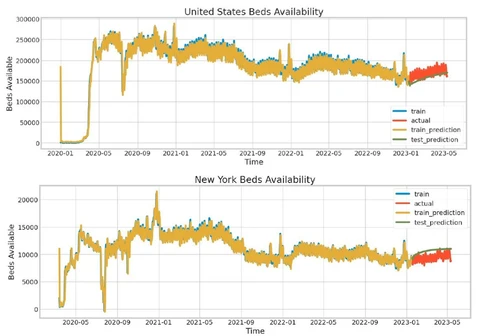 United States Beds Availability
Beds Available
300000
250000
200000
150000
100000
50000
0
train
actual
train_prediction
test_prediction
2020-01 2020-05 2020-09 2021-01 2021-05 2021-09 2022-01 2022-05 2022-09 2023-01 2023-05
Time
New York Beds Availability
Beds Available
20000
15000
10000
5000
0
train
actual
train_prediction
test_prediction
2020-05 2020-09 2021-01 2021-05 2021-09 2022-01 2022-05 2022-09 2023-01 2023-05
Time